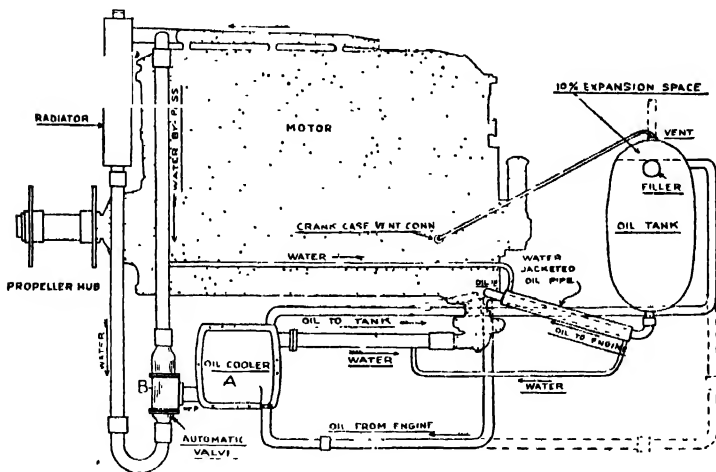 10% EXPANSION SPACE
RADIATOR
MOTOR
VENT
WATER BY-PASS
FILLER
OIL TANK
CRANK CASE VENT CONN
WATER
WATER
JACKETED
OIL PIPE
PROPELLER HUB
OIL TO TANK
OIL TO ENGINE
WATER
OIL COOLER
A
WATER
B
WATER
OIL FROM ENGINE
AUTOMATIC
VALVE